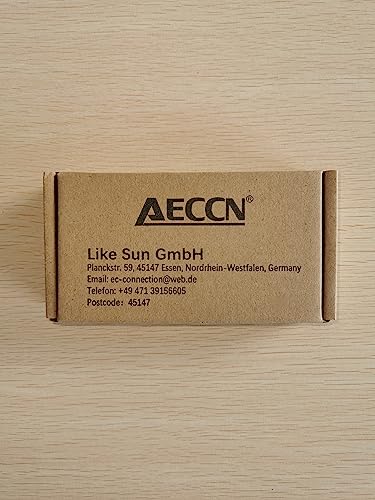 AECCN®
Like Sun GmbH
Planckstr. 59, 45147 Essen, Nordrhein-Westfalen, Germany
Email: ec-connection@web.de
Telefon: +49 471 39156605
Postcode: 45147